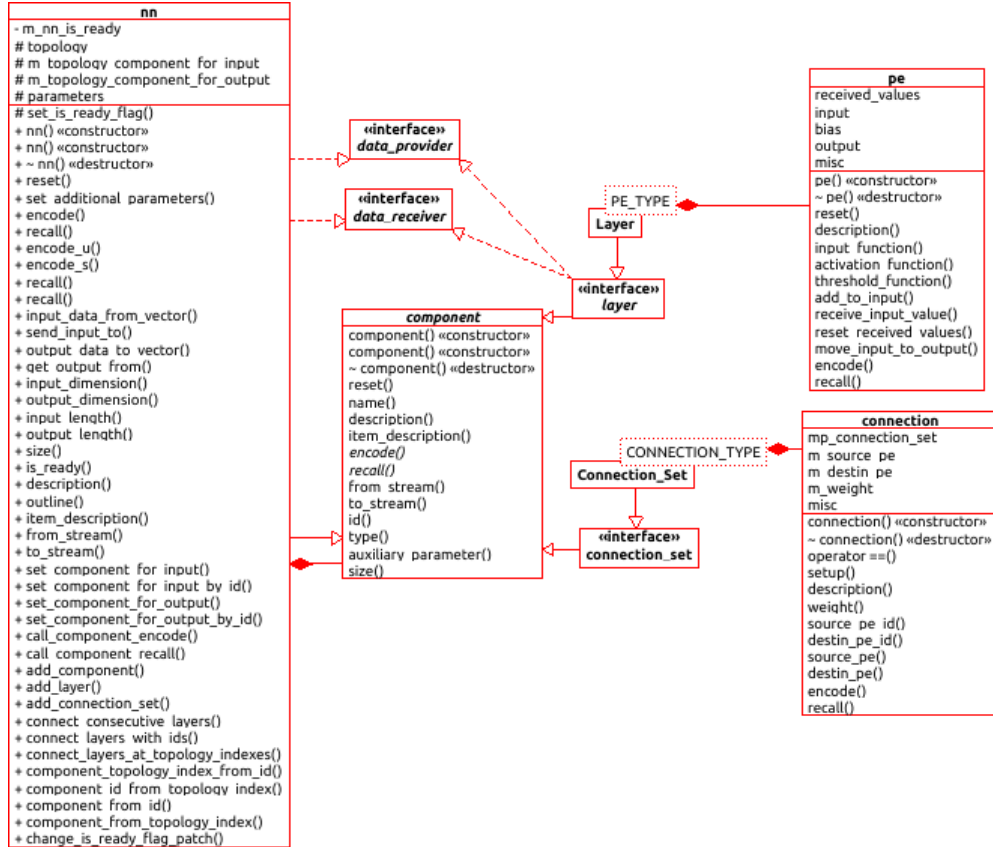 nn
- m_nn_is_ready
# topology
# m_topology_component_for_input
# m_topology_component_for_output
# parameters
# set_is_ready_flag()
+ nn() «constructor»
+ nn() «constructor»
+ ~ nn() «destructor»
+ reset()
+ set_additional_parameters()
+ encode()
+ recall()
+ encode_u()
+ encode_s()
+ recall()
+ recall()
+ input_data_from_vector()
+ send_input_to()
+ output_data_to_vector()
+ get_output_from()
+ input_dimension()
+ output_dimension()
+ input_length()
+ output_length()
+ size()
+ is_ready()
+ description()
+ outline()
+ item_description()
+ from_stream()
+ to_stream()
+ set_component_for_input()
+ set_component_for_input_by_id()
+ set_component_for_output()
+ set_component_for_output_by_id()
+ call_component_encode()
+ call_component_recall()
+ add_component()
+ add_layer()
+ add_connection_set()
+ connect_consecutive_layers()
+ connect_layers_with_ids()
+ connect_layers_at_topology_indexes()
+ component_topology_index_from_id()
+ component_id_from_topology_index()
+ component_from_id()
+ component_from_topology_index()
+ change_is_ready_flag_patch()
«interface»
data_provider
«interface»
data_receiver
component
component() «constructor»
component() «constructor»
~ component() «destructor»
reset()
name()
description()
item_description()
encode()
recall()
from_stream()
to_stream()
id()
type()
auxiliary_parameter()
size()
PE_TYPE
Layer
«interface»
layer
CONNECTION_TYPE
Connection_Set
«interface»
connection_set
pe
received_values
input
bias
output
misc
pe() «constructor»
~ pe() «destructor»
reset()
description()
input_function()
activation_function()
threshold_function()
add_to_input()
receive_input_value()
reset_received_values()
move_input_to_output()
encode()
recall()
connection
mp_connection_set
m_source_pe
m_destin_pe
m_weight
misc
connection() «constructor»
~ connection() «destructor»
operator ==()
setup()
description()
weight()
source_pe_id()
destin_pe_id()
source_pe()
destin_pe()
encode()
recall()